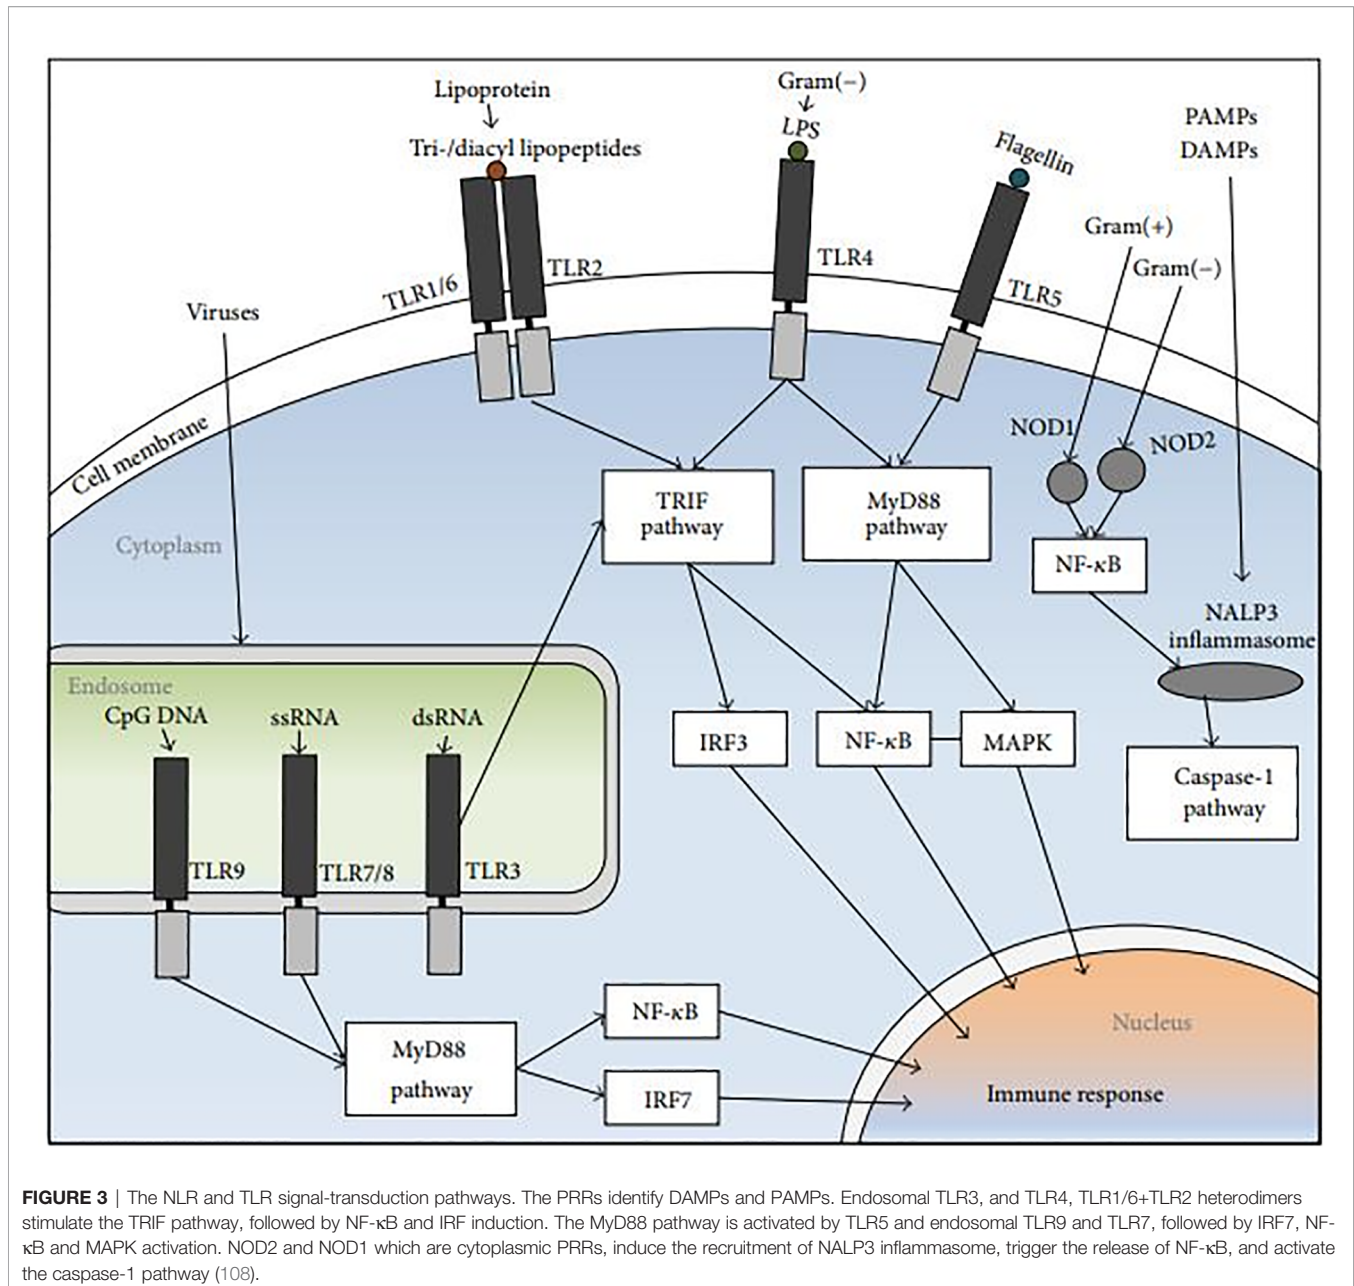 Lipoprotein
Tri-/diacyl lipopeptides
Gram(−)
LPS
Flagellin
PAMPs
DAMPs
Gram(+)
Gram(−)
Viruses
TLR1/6
TLR2
TLR4
TLR5
Cell membrane
NOD1
NOD2
Cytoplasm
TRIF
pathway
MyD88
pathway
NF-κB
NALP3
inflammasome
Endosome
CpG DNA
ssRNA
dsRNA
IRF3
NF-κB
MAPK
Caspase-1
pathway
TLR9
TLR7/8
TLR3
MyD88
pathway
NF-κB
IRF7
Nucleus
Immune response
FIGURE 3 | The NLR and TLR signal-transduction pathways. The PRRs identify DAMPs and PAMPs. Endosomal TLR3, and TLR4, TLR1/6+TLR2 heterodimers
stimulate the TRIF pathway, followed by NF-κB and IRF induction. The MyD88 pathway is activated by TLR5 and endosomal TLR9 and TLR7, followed by IRF7, NF-
κB and MAPK activation. NOD2 and NOD1 which are cytoplasmic PRRs, induce the recruitment of NALP3 inflammasome, trigger the release of NF-κB, and activate
the caspase-1 pathway (108).